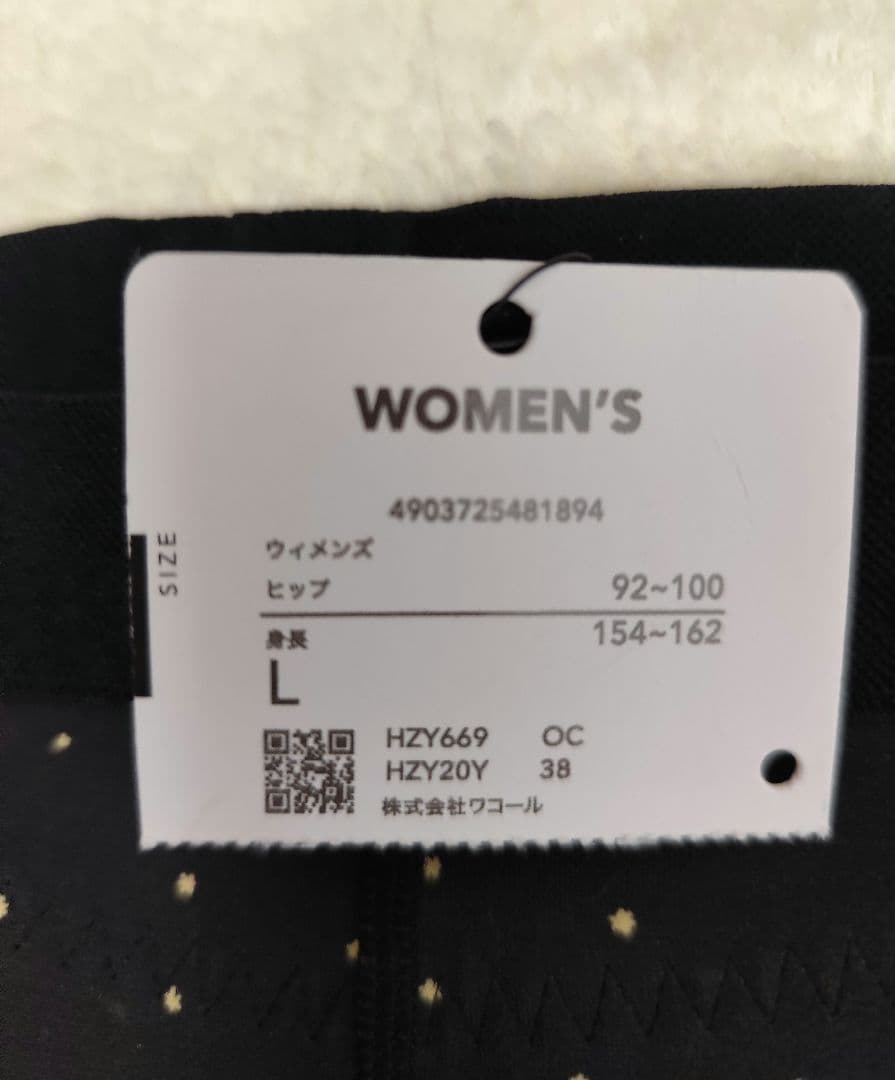 WOMEN'S
4903725481894
SIZE
ウィメンズ
ヒップ 92~100
身長 154~162
L
HZY669 OC
HZY20Y 38
株式会社ワコール